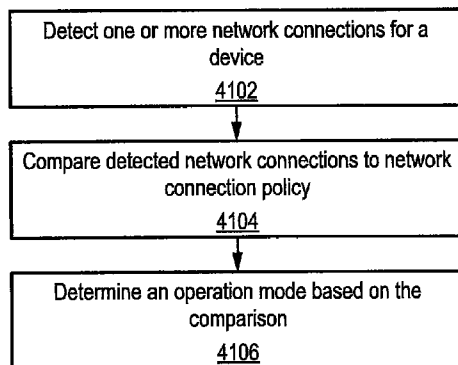 Detect one or more network connections for a
device
4102
Compare detected network connections to network
connection policy
4104
Determine an operation mode based on the
comparison
4106